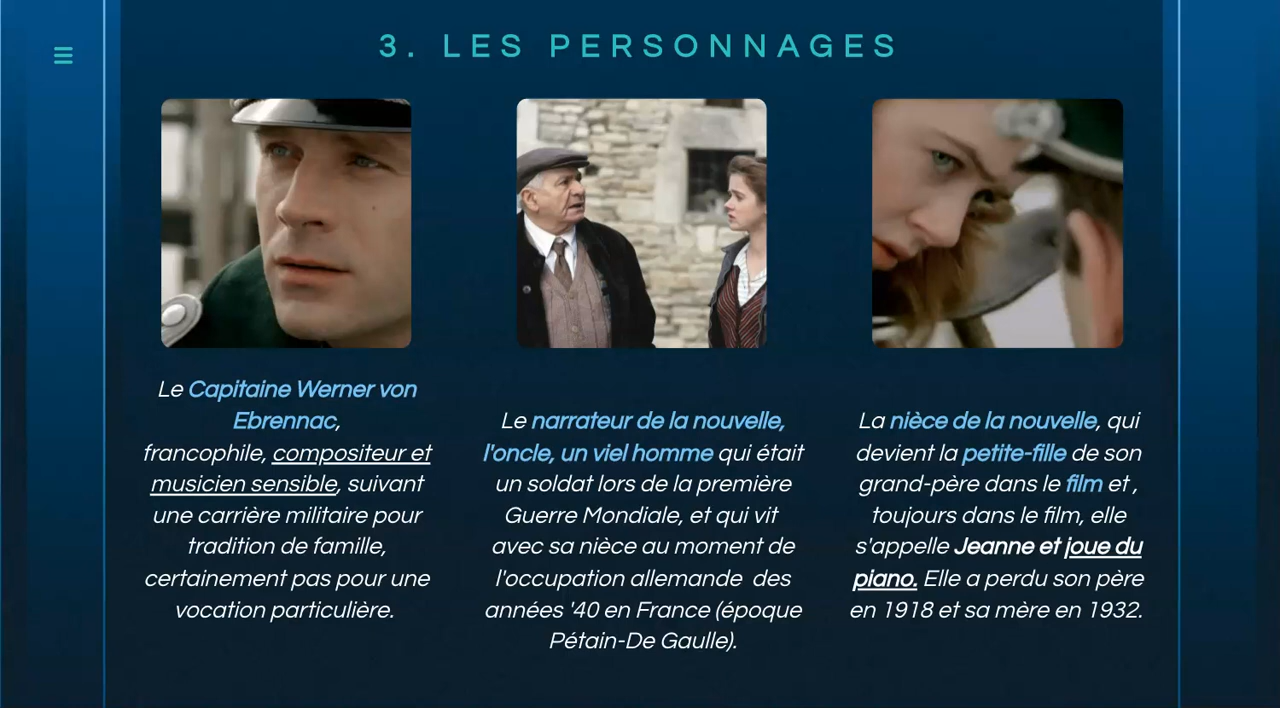 3. LES PERSONNAGES
Le Capitaine Werner von
Ebrennac,
francophile, compositeur et
musicien sensible, suivant
une carrière militaire pour
tradition de famille,
certainement pas pour une
vocation particulière.
Le narrateur de la nouvelle,
l'oncle, un viel homme qui était
un soldat lors de la première
Guerre Mondiale, et qui vit
avec sa nièce au moment de
l'occupation allemande des
années '40 en France (époque
Pétain-De Gaulle).
La nièce de la nouvelle, qui
devient la petite-fille de son
grand-père dans le film et ,
toujours dans le film, elle
s'appelle Jeanne et joue du
piano. Elle a perdu son père
en 1918 et sa mère en 1932.